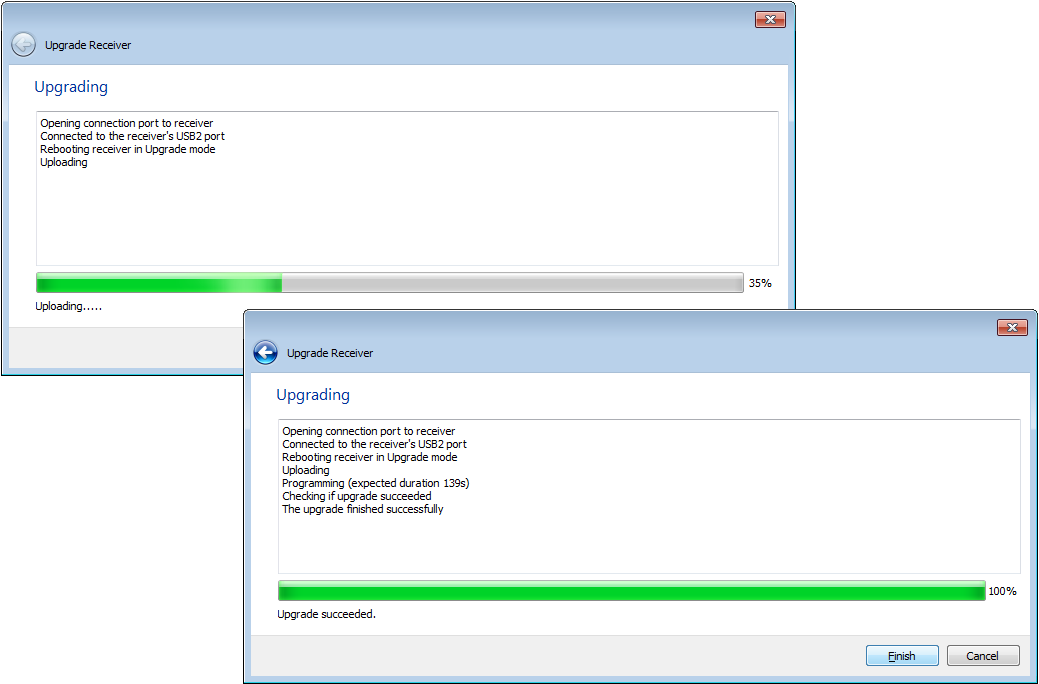 Upgrade Receiver
Upgrading
Opening connection port to receiver
Connected to the receiver's USB2 port
Rebooting receiver in Upgrade mode
Uploading
35%
Uploading.....
Upgrade Receiver
Upgrading
Opening connection port to receiver
Connected to the receiver's USB2 port
Rebooting receiver in Upgrade mode
Uploading
Programming (expected duration 139s)
Checking if upgrade succeeded
The upgrade finished successfully
100%
Upgrade succeeded.
Finish Cancel